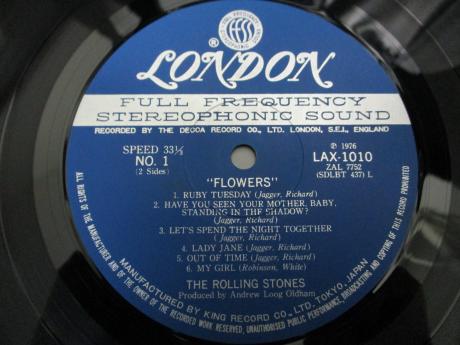 FULL FREQUENCY STEREOPHONIC SOUND
®
LONDON
FULL FREQUENCY
STEREOPHONIC SOUND
RECORDED BY THE DECCA RECORD CO., LTD. LONDON, S.E.I., ENGLAND
SPEED 33⅓
NO. 1
(2 Sides)
℗ 1976
LAX-1010
ZAL 7752
(SDLBT 437) L
"FLOWERS"
1. RUBY TUESDAY (Jagger, Richard)
2. HAVE YOU SEEN YOUR MOTHER, BABY,
STANDING IN THE SHADOW?
(Jagger, Richard)
3. LET'S SPEND THE NIGHT TOGETHER
(Jagger, Richard)
4. LADY JANE (Jagger, Richard)
5. OUT OF TIME (Jagger, Richard)
6. MY GIRL (Robinson, White)
THE ROLLING STONES
Produced by Andrew Loog Oldham
MANUFACTURED BY KING RECORD CO., LTD. TOKYO, JAPAN
ALL RIGHTS OF THE MANUFACTURER AND OF THE OWNER OF THE RECORDED WORK RESERVED, UNAUTHORISED PUBLIC PERFORMANCE, BROADCASTING AND COPYING OF THIS RECORD PROHIBITED